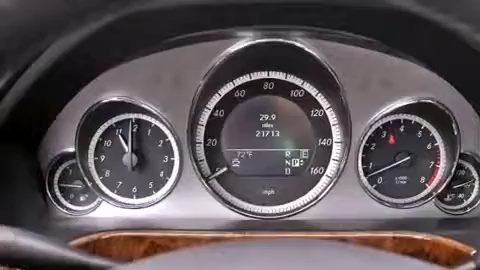 60 80 100
40 120
20 140
0 160
29.9
miles
21713
72°F
R
N P
D
mph
12 1
11 2
10 3
9 4
8 5
7 6
1 2 3 4 5 6 7 8
x1000
1/min